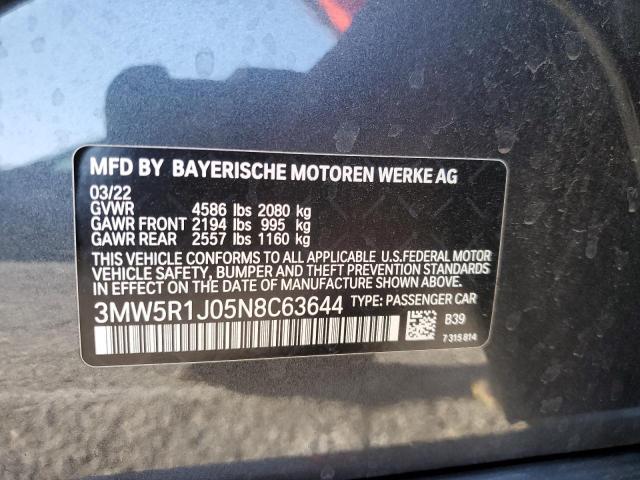 MFD BY BAYERISCHE MOTOREN WERKE AG
03/22
GVWR 4586 lbs 2080 kg
GAWR FRONT 2194 lbs 995 kg
GAWR REAR 2557 lbs 1160 kg
THIS VEHICLE CONFORMS TO ALL APPLICABLE U.S.FEDERAL MOTOR
VEHICLE SAFETY, BUMPER AND THEFT PREVENTION STANDARDS
IN EFFECT ON THE DATE OF MANUFACTURE SHOWN ABOVE.
3MW5R1J05N8C63644 TYPE: PASSENGER CAR
B39
7 315 814